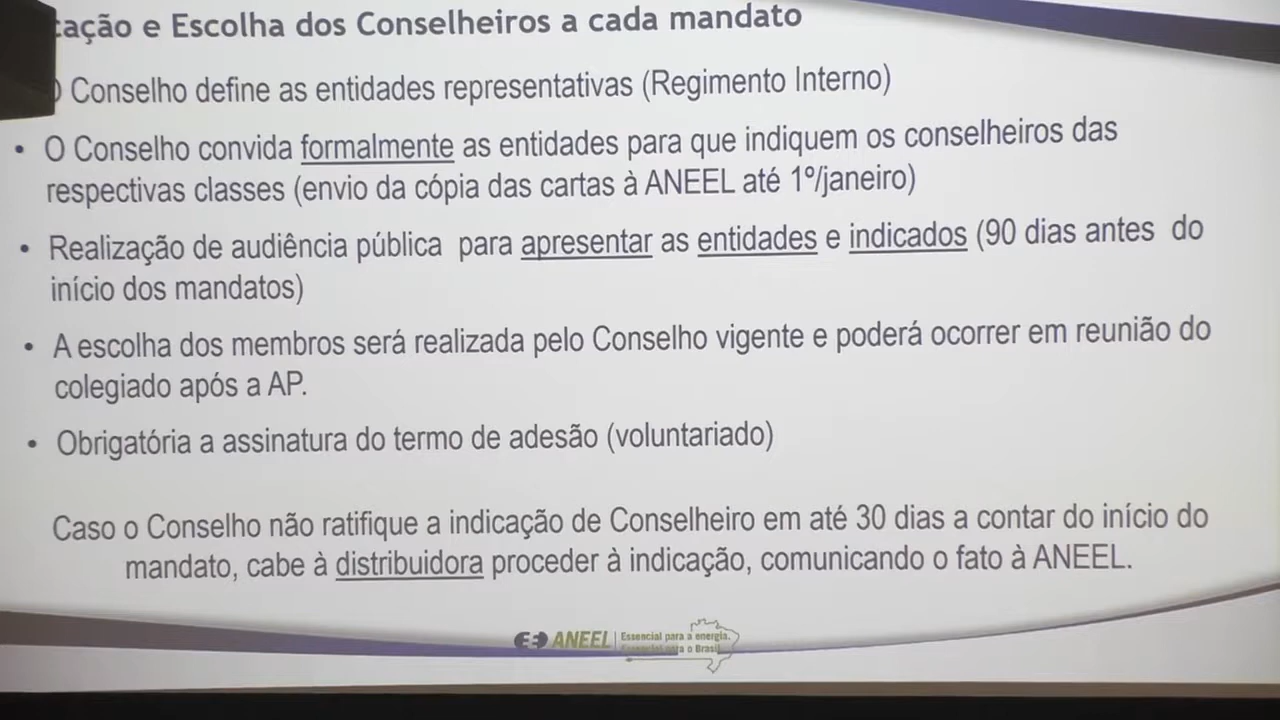 e Escolha dos Conselheiros a cada mandato
Conselho define as entidades representativas (Regimento Interno)
• O Conselho convida formalmente as entidades para que indiquem os conselheiros das
respectivas classes (envio da cópia das cartas à ANEEL até 1º/janeiro)
• Realização de audiência pública para apresentar as entidades e indicados (90 dias antes do
início dos mandatos)
• A escolha dos membros será realizada pelo Conselho vigente e poderá ocorrer em reunião do
colegiado após a AP.
• Obrigatória a assinatura do termo de adesão (voluntariado)
Caso o Conselho não ratifique a indicação de Conselheiro em até 30 dias a contar do início do
mandato, cabe à distribuidora proceder à indicação, comunicando o fato à ANEEL.
ANEEL
Essencial para a energia.
Essencial para o Brasil.